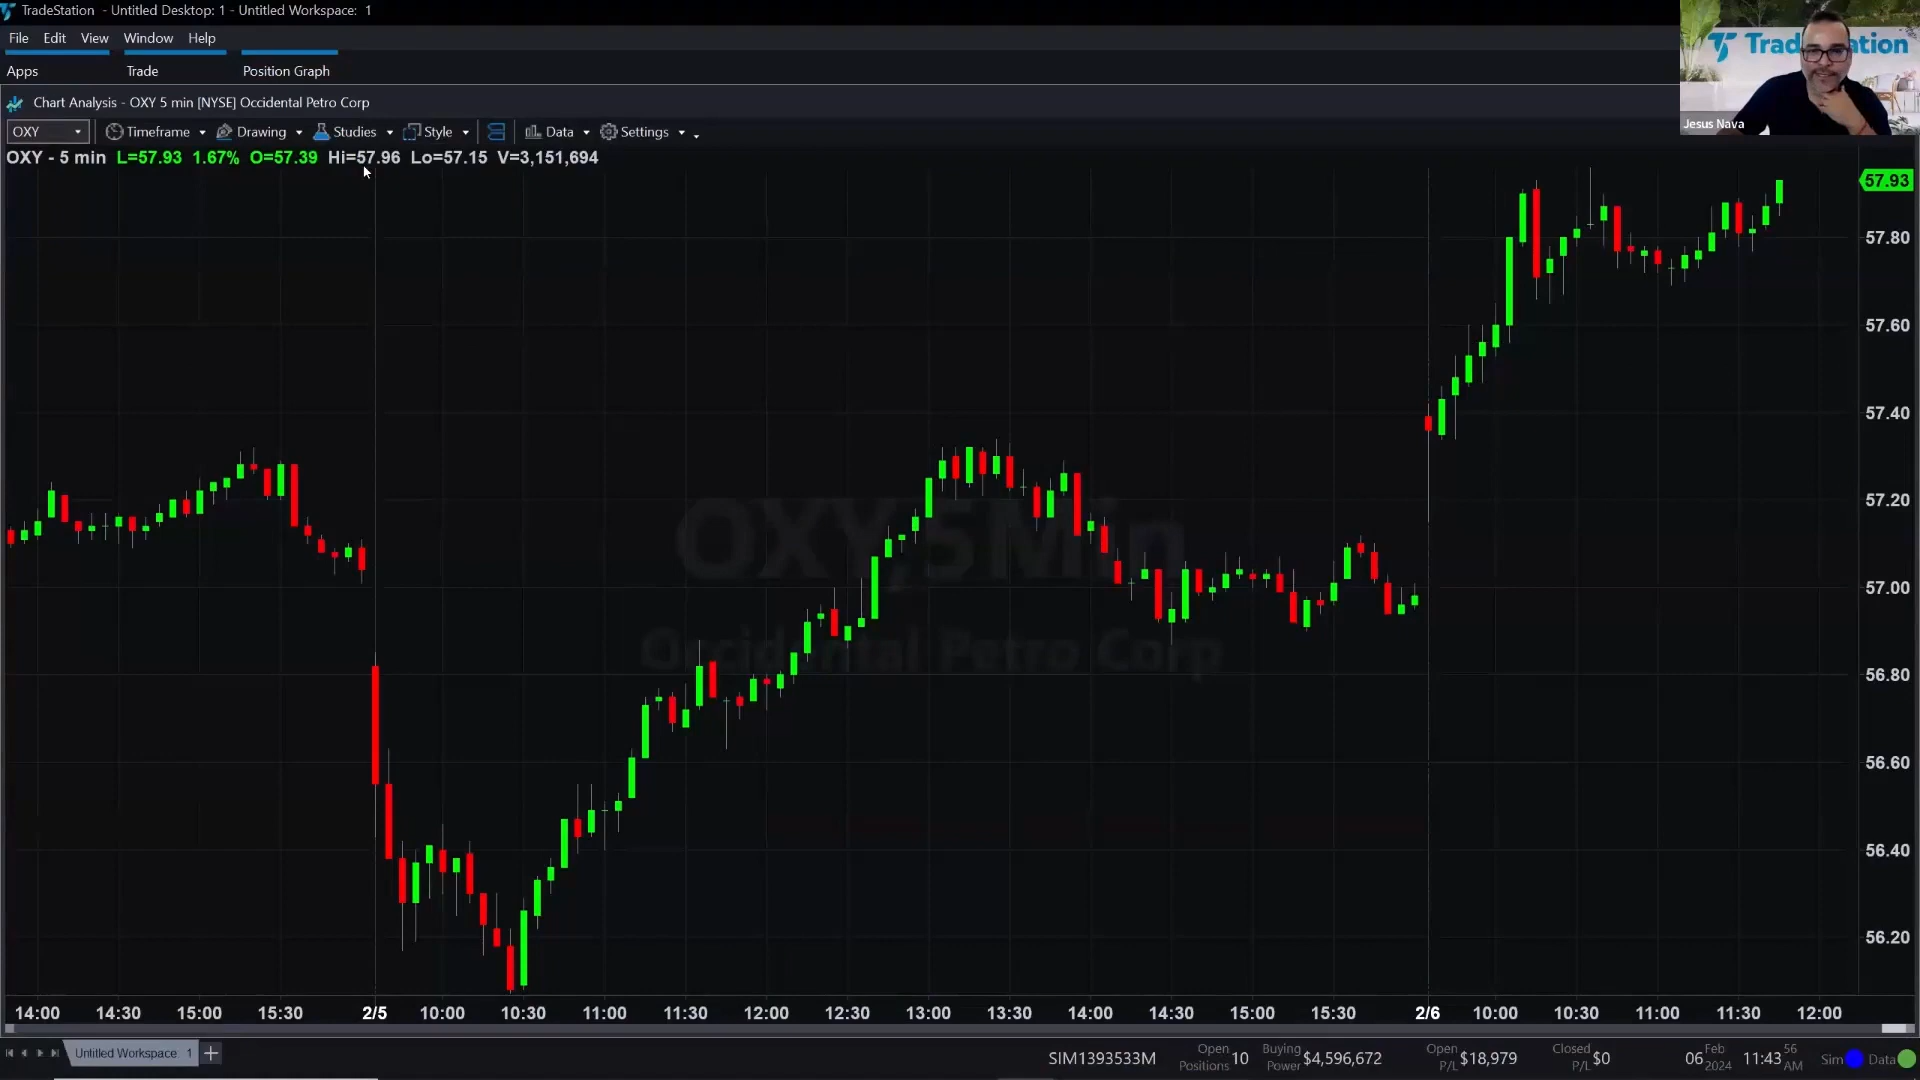 TradeStation - Untitled Desktop: 1 - Untitled Workspace: 1
File Edit View Window Help
Apps Trade Position Graph
Chart Analysis - OXY 5 min [NYSE] Occidental Petro Corp
OXY Timeframe Drawing Studies Style Data Settings
OXY - 5 min L=57.93 1.67% O=57.39 Hi=57.96 Lo=57.15 V=3,151,694
TradeStation
Jesus Nava
57.93
57.80
57.60
57.40
57.20
57.00
56.80
56.60
56.40
56.20
OXY,5Min
Occidental Petro Corp
14:00 14:30 15:00 15:30 2/5 10:00 10:30 11:00 11:30 12:00 12:30 13:00 13:30 14:00 14:30 15:00 15:30 2/6 10:00 10:30 11:00 11:30 12:00
Untitled Workspace: 1 +
SIM1393533M Open Positions 10 Buying Power $4,596,672 Open P/L $18,979 Closed P/L $0 06 Feb 2024 11:43 56 AM Sim Data